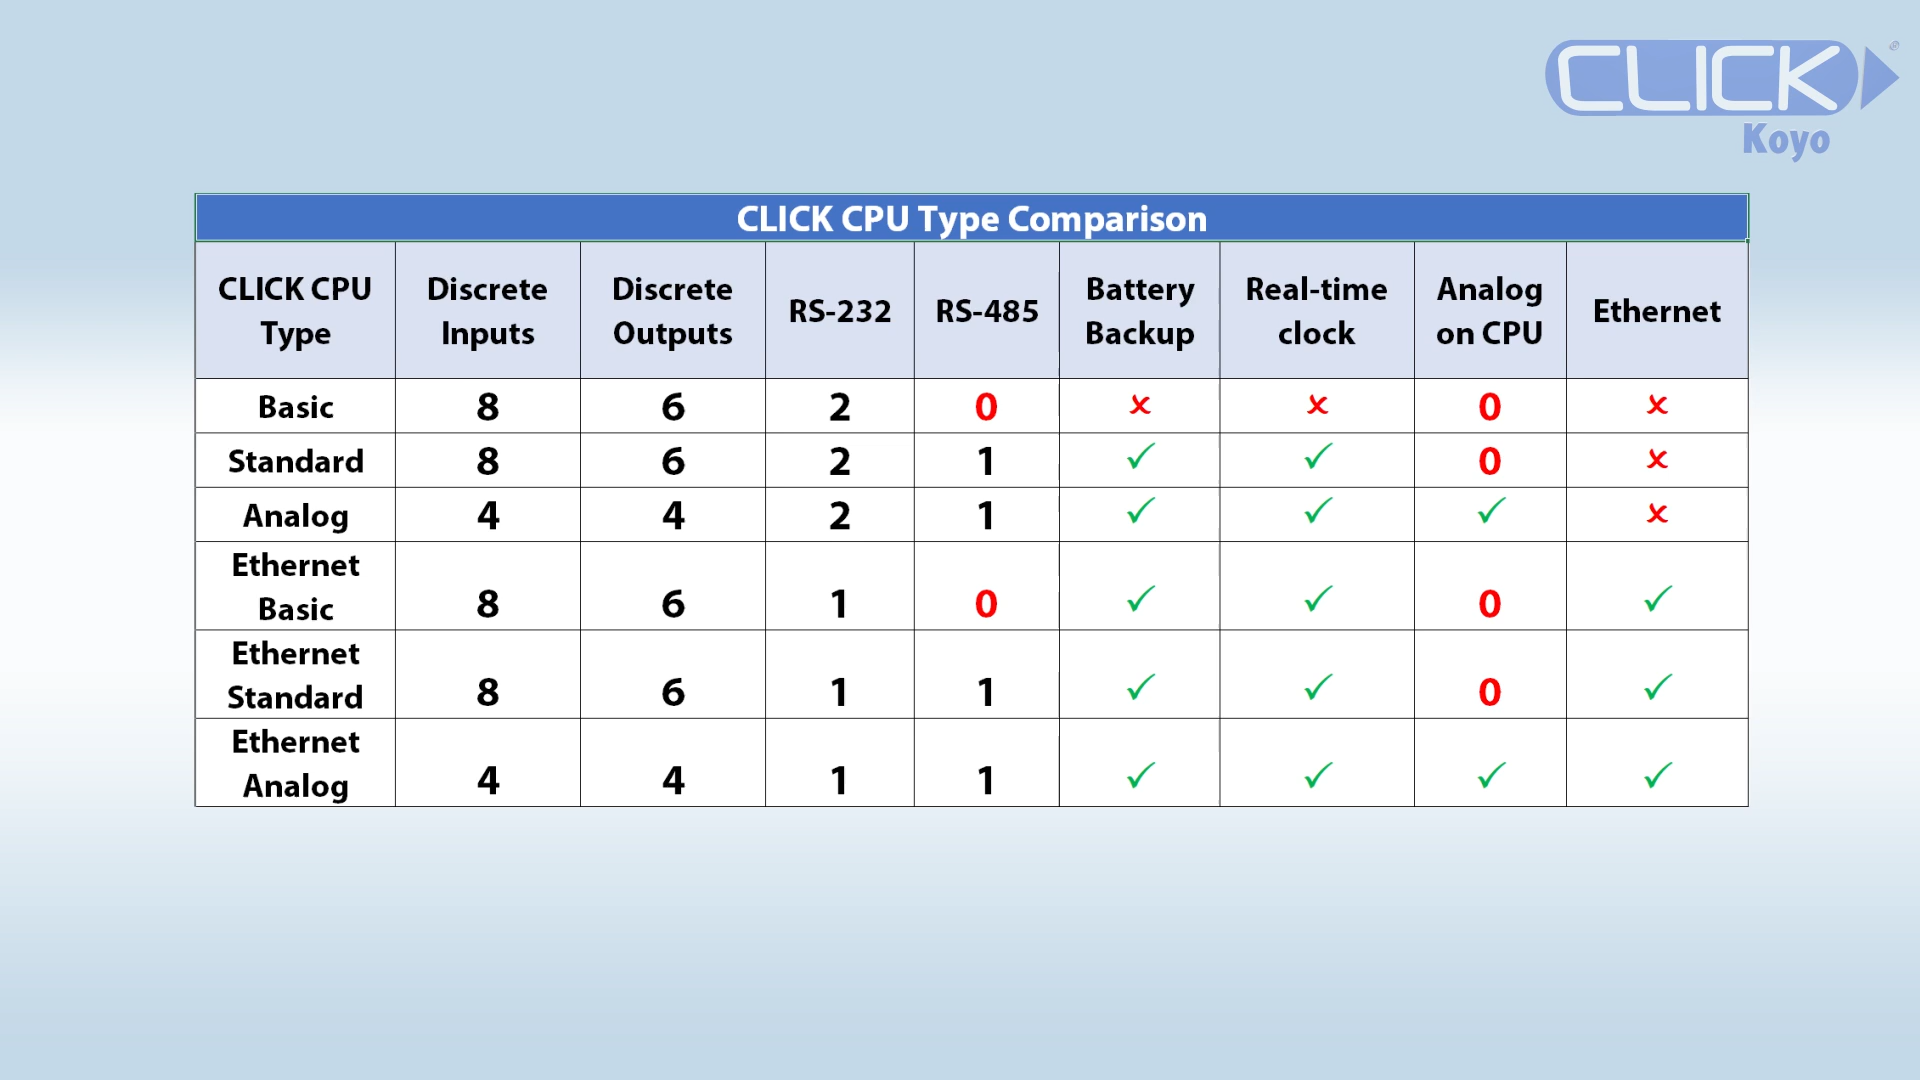 CLICK®
Koyo
CLICK CPU Type Comparison
CLICK CPU Type Discrete Inputs Discrete Outputs RS-232 RS-485 Battery Backup Real-time clock Analog on CPU Ethernet
Basic 8 6 2 0 ✗ ✗ 0 ✗
Standard 8 6 2 1 ✓ ✓ 0 ✗
Analog 4 4 2 1 ✓ ✓ ✓ ✗
Ethernet Basic 8 6 1 0 ✓ ✓ 0 ✓
Ethernet Standard 8 6 1 1 ✓ ✓ 0 ✓
Ethernet Analog 4 4 1 1 ✓ ✓ ✓ ✓